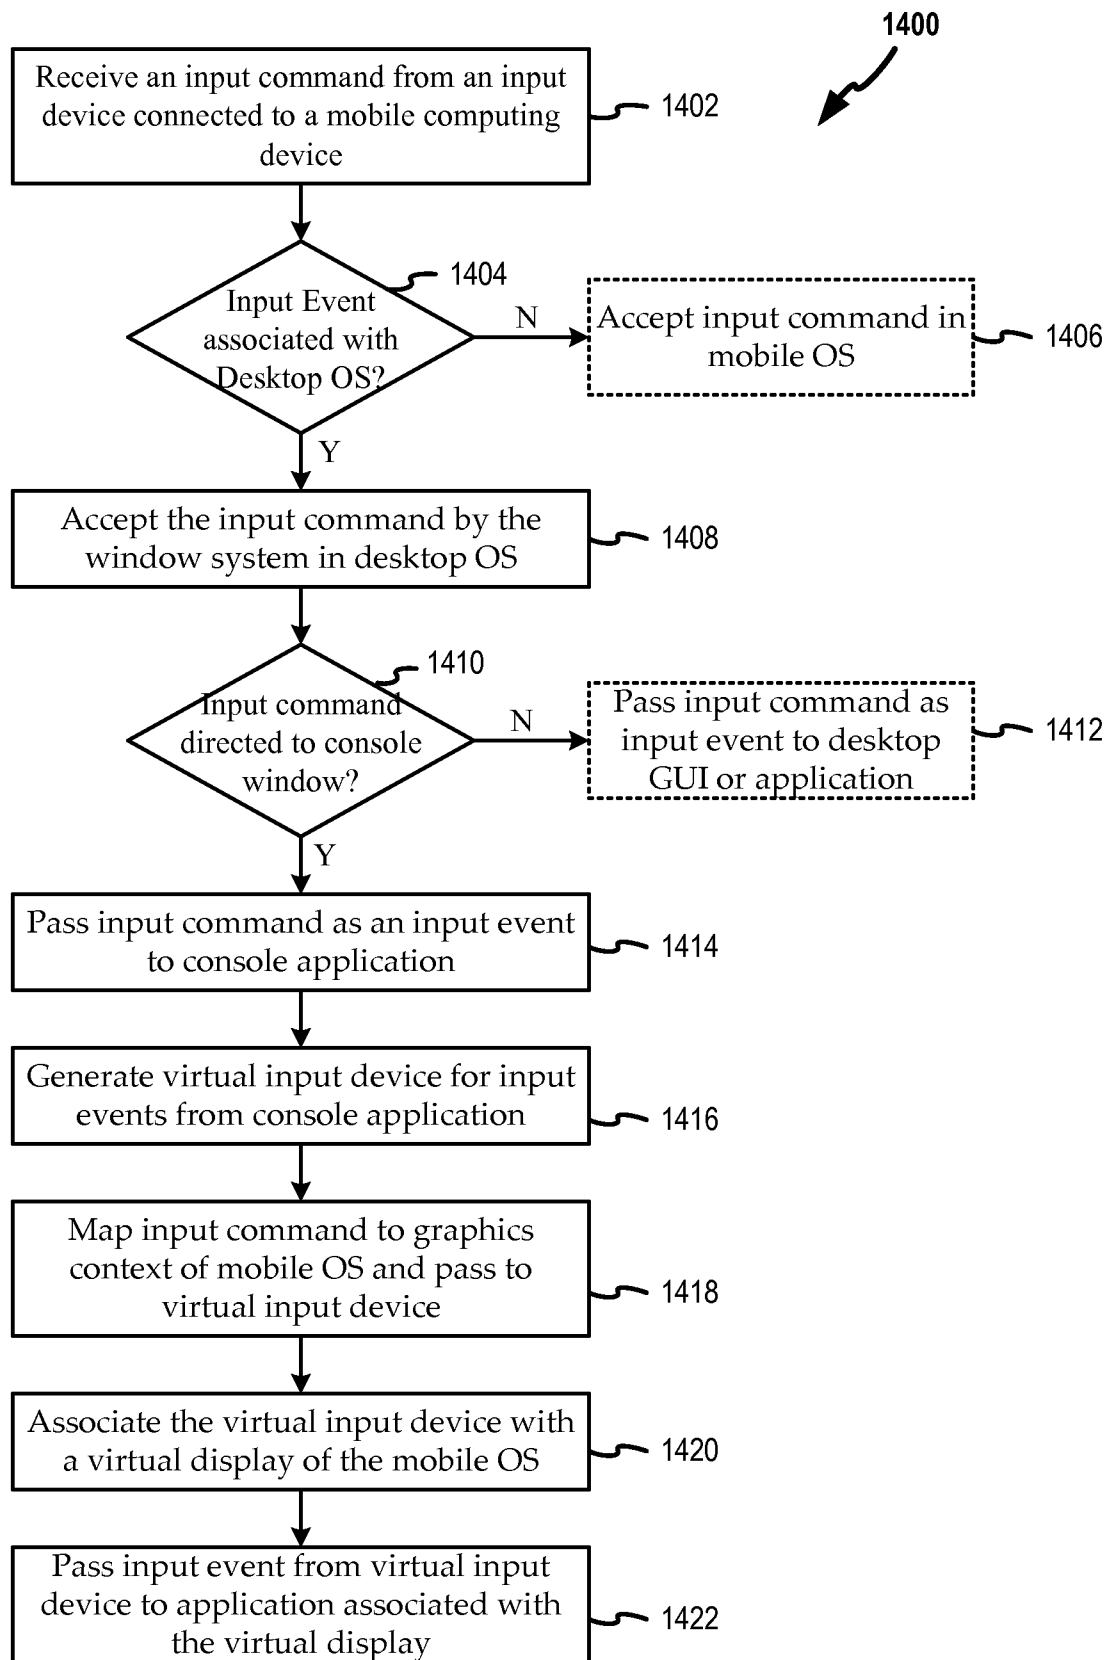 1400
Receive an input command from an input
device connected to a mobile computing
device
1402
1404
Input Event
associated with
Desktop OS?
N
Accept input command in
mobile OS
1406
Y
Accept the input command by the
window system in desktop OS
1408
1410
Input command
directed to console
window?
N
Pass input command as
input event to desktop
GUI or application
1412
Y
Pass input command as an input event
to console application
1414
Generate virtual input device for input
events from console application
1416
Map input command to graphics
context of mobile OS and pass to
virtual input device
1418
Associate the virtual input device with
a virtual display of the mobile OS
1420
Pass input event from virtual input
device to application associated with
the virtual display
1422